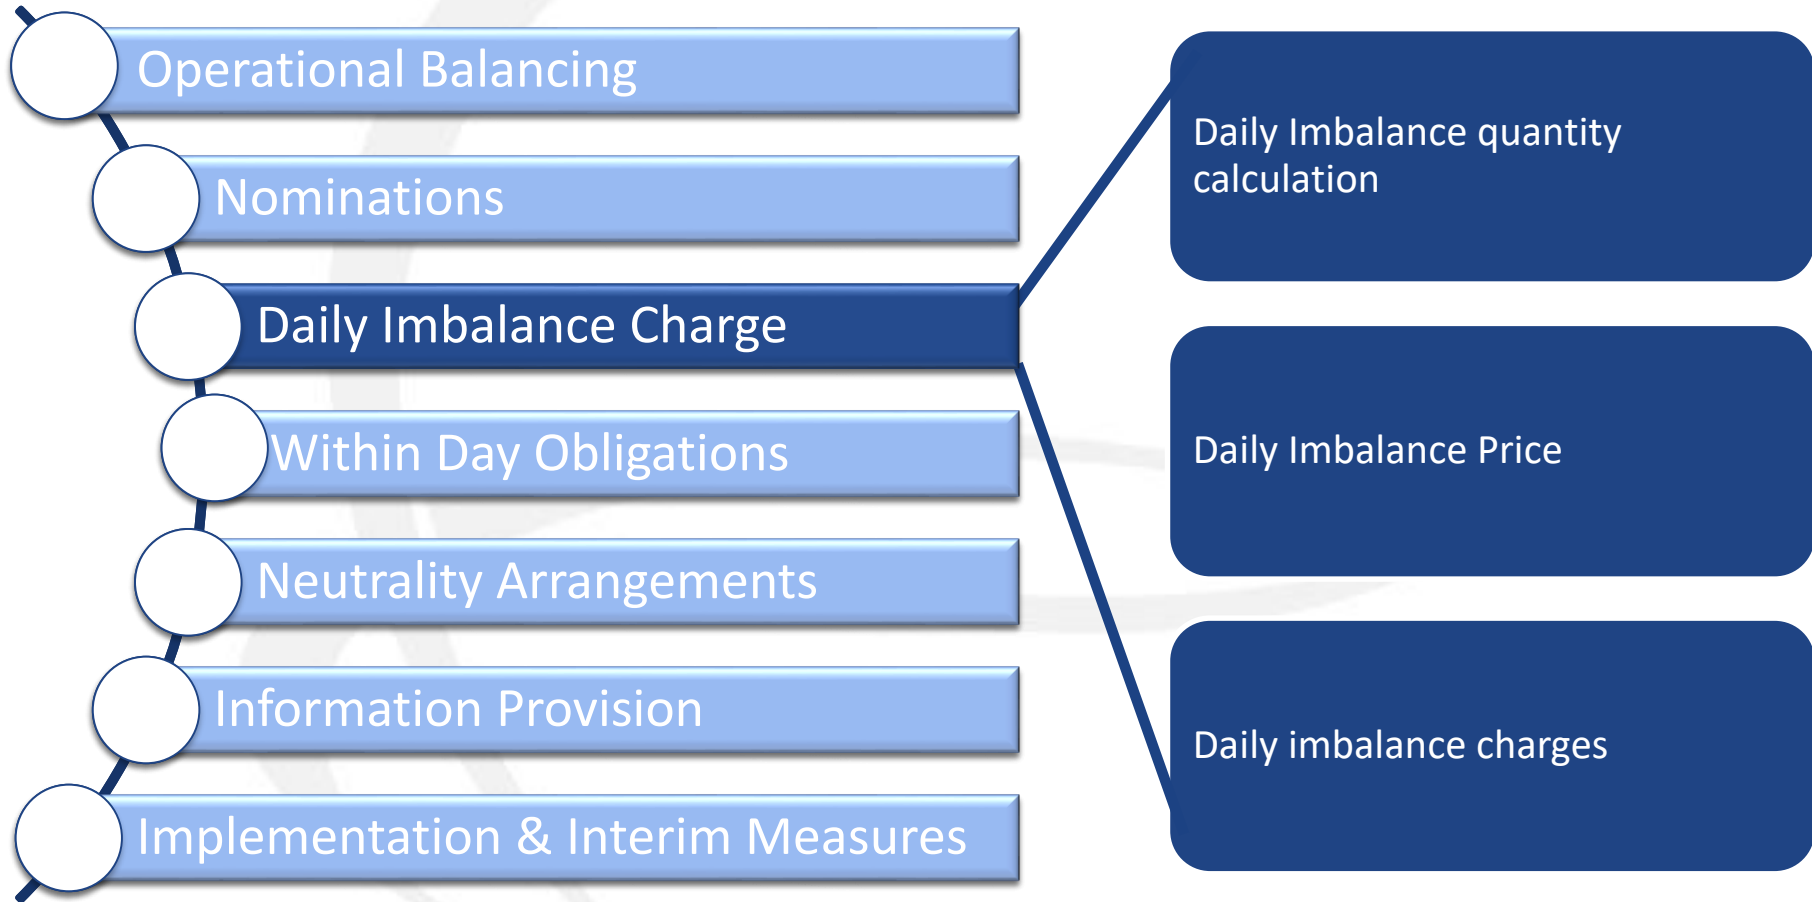 Operational Balancing
Nominations
Daily Imbalance Charge
Within Day Obligations
Neutrality Arrangements
Information Provision
Implementation & Interim Measures
Daily Imbalance quantity
calculation
Daily Imbalance Price
Daily imbalance charges